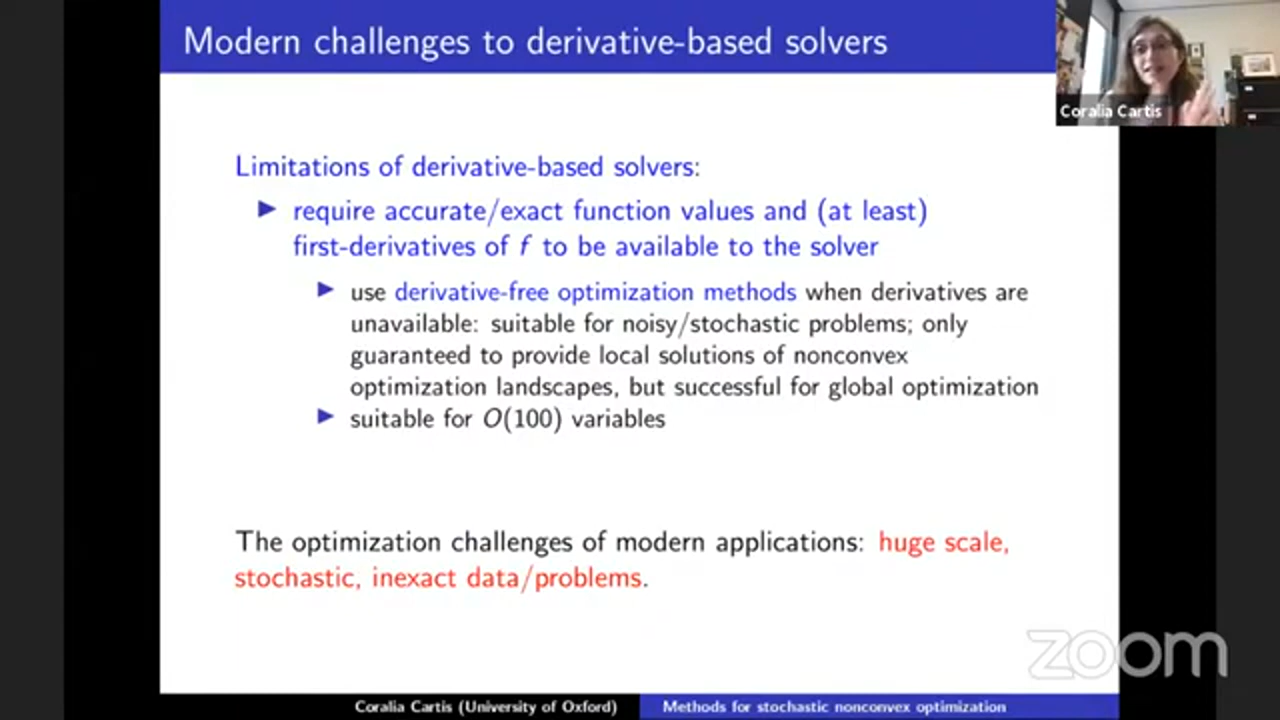 Modern challenges to derivative-based solvers
Coralia Cartis
Limitations of derivative-based solvers:
▶ require accurate/exact function values and (at least)
first-derivatives of f to be available to the solver
▶ use derivative-free optimization methods when derivatives are
unavailable: suitable for noisy/stochastic problems; only
guaranteed to provide local solutions of nonconvex
optimization landscapes, but successful for global optimization
▶ suitable for O(100) variables
The optimization challenges of modern applications: huge scale,
stochastic, inexact data/problems.
zoom
Coralia Cartis (University of Oxford) Methods for stochastic nonconvex optimization